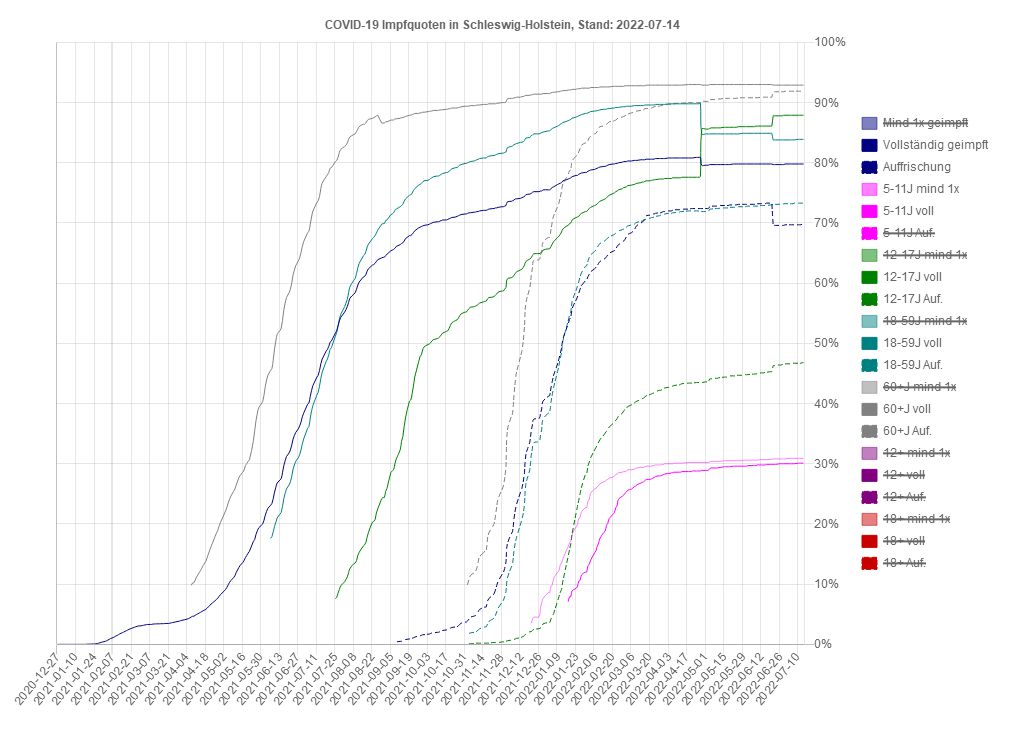 COVID-19 Impfquoten in Schleswig-Holstein, Stand: 2022-07-14
100%
90%
80%
70%
60%
50%
40%
30%
20%
10%
0%
Mind 1x geimpft
Vollständig geimpft
Auffrischung
5-11J mind 1x
5-11J voll
5-11J Auf.
12-17J mind 1x
12-17J voll
12-17J Auf.
18-59J mind 1x
18-59J voll
18-59J Auf.
60+J mind 1x
60+J voll
60+J Auf.
12+ mind 1x
12+ voll
12+ Auf.
18+ mind 1x
18+ voll
18+ Auf.
2020-12-27
2021-01-10
2021-01-24
2021-02-07
2021-02-21
2021-03-07
2021-03-21
2021-04-04
2021-04-18
2021-05-02
2021-05-16
2021-05-30
2021-06-13
2021-06-27
2021-07-11
2021-07-25
2021-08-08
2021-08-22
2021-09-05
2021-09-19
2021-10-03
2021-10-17
2021-10-31
2021-11-14
2021-11-28
2021-12-12
2021-12-26
2022-01-09
2022-01-23
2022-02-06
2022-02-20
2022-03-06
2022-03-20
2022-04-03
2022-04-17
2022-05-01
2022-05-15
2022-05-29
2022-06-12
2022-06-26
2022-07-10